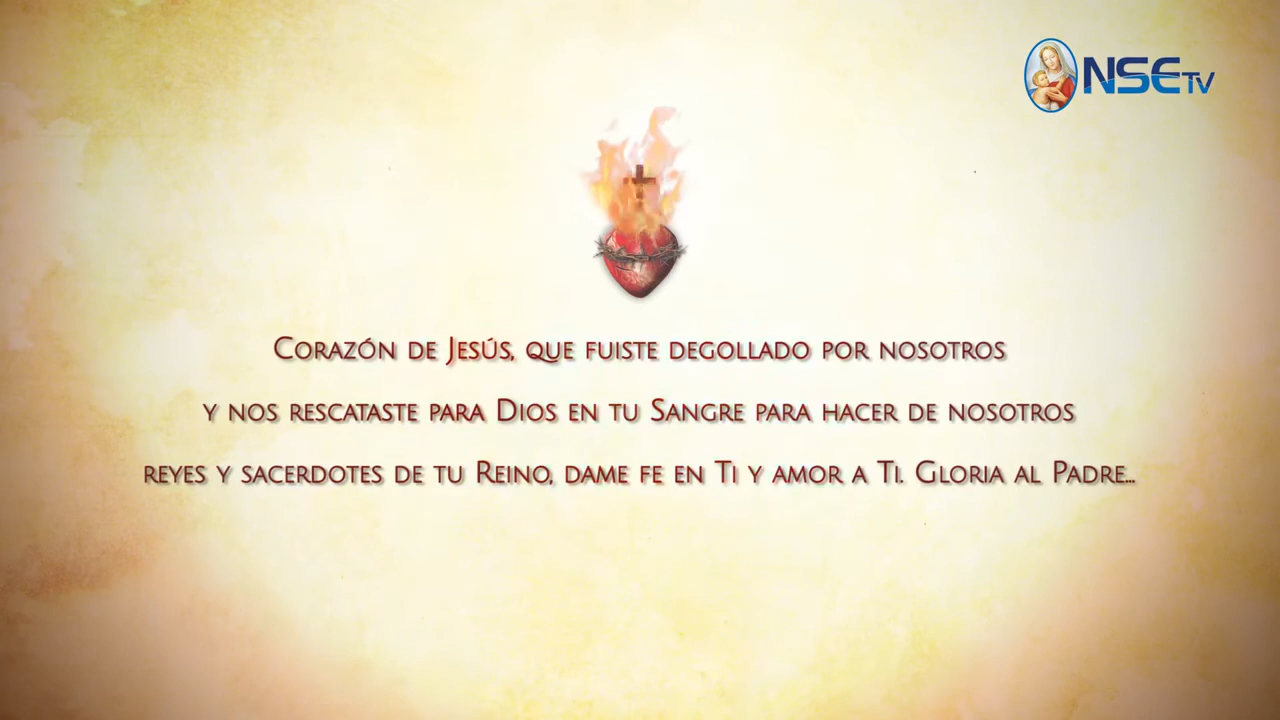 NSETV
Corazón de Jesús, que fuiste degollado por nosotros
y nos rescataste para Dios en tu Sangre para hacer de nosotros
reyes y sacerdotes de tu Reino, dame fe en Ti y amor a Ti. Gloria al Padre...